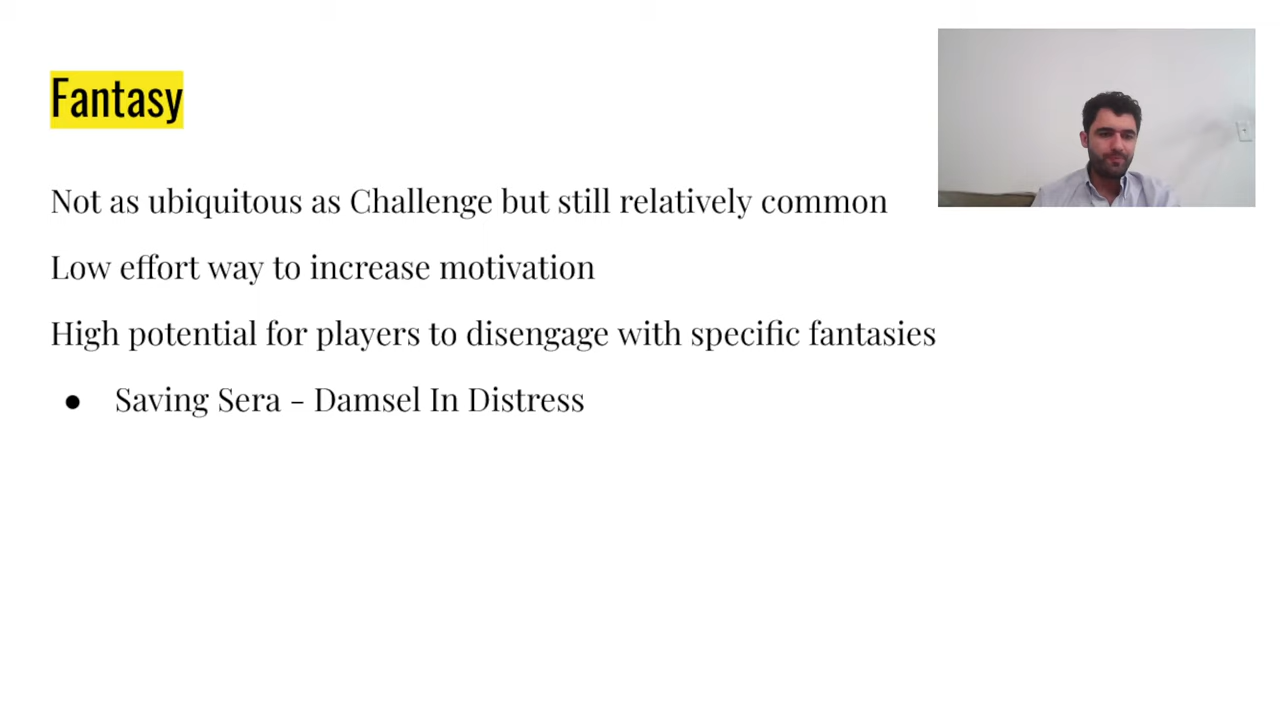 Fantasy
Not as ubiquitous as Challenge but still relatively common
Low effort way to increase motivation
High potential for players to disengage with specific fantasies
● Saving Sera - Damsel In Distress